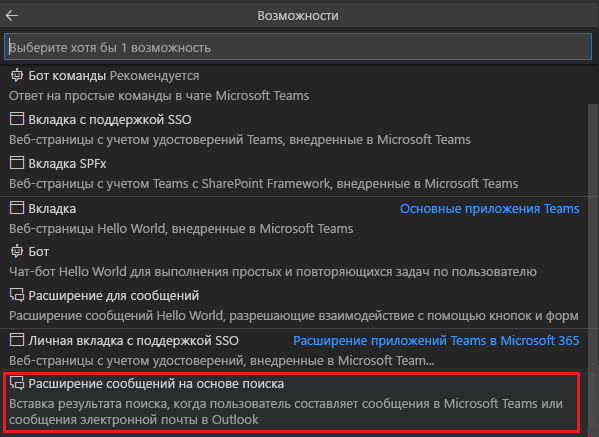 Возможности
Выберите хотя бы 1 возможность
Бот команды Рекомендуется
Ответ на простые команды в чате Microsoft Teams
Вкладка с поддержкой SSO
Веб-страницы с учетом удостоверений Teams, внедренные в Microsoft Teams
Вкладка SPFx
Веб-страницы с учетом Teams с SharePoint Framework, внедренные в Microsoft Teams
Вкладка Основные приложения Teams
Веб-страницы Hello World, внедренные в Microsoft Teams
Бот
Чат-бот Hello World для выполнения простых и повторяющихся задач по пользователю
Расширение для сообщений
Расширение сообщений Hello World, разрешающие взаимодействие с помощью кнопок и форм
Личная вкладка с поддержкой SSO Расширение приложений Teams в Microsoft 365
Веб-страницы с учетом удостоверений, внедренные в Microsoft Team...
Расширение сообщений на основе поиска
Вставка результата поиска, когда пользователь составляет сообщения в Microsoft Teams или
сообщения электронной почты в Outlook